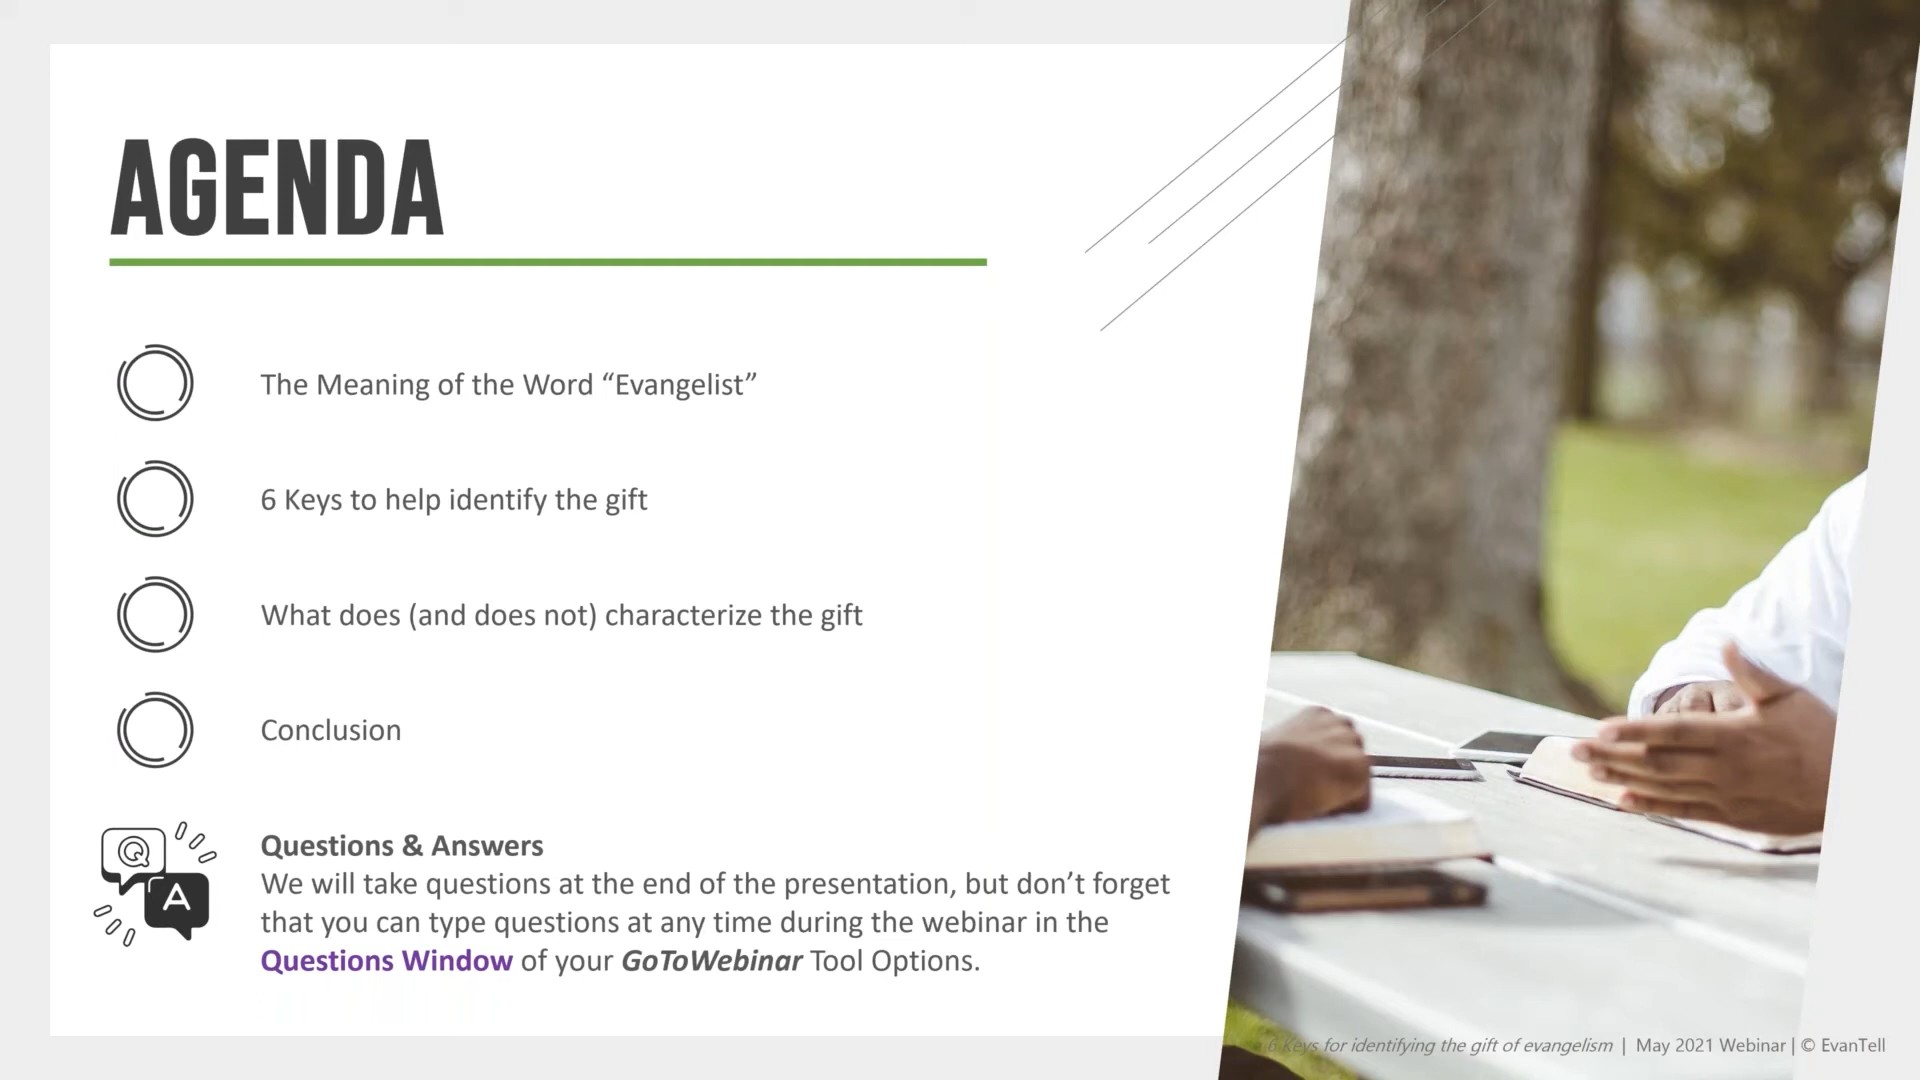 AGENDA
The Meaning of the Word “Evangelist”
6 Keys to help identify the gift
What does (and does not) characterize the gift
Conclusion
Q
A
Questions & Answers
We will take questions at the end of the presentation, but don’t forget
that you can type questions at any time during the webinar in the
Questions Window of your GoToWebinar Tool Options.
6 Keys for identifying the gift of evangelism | May 2021 Webinar | © EvanTell